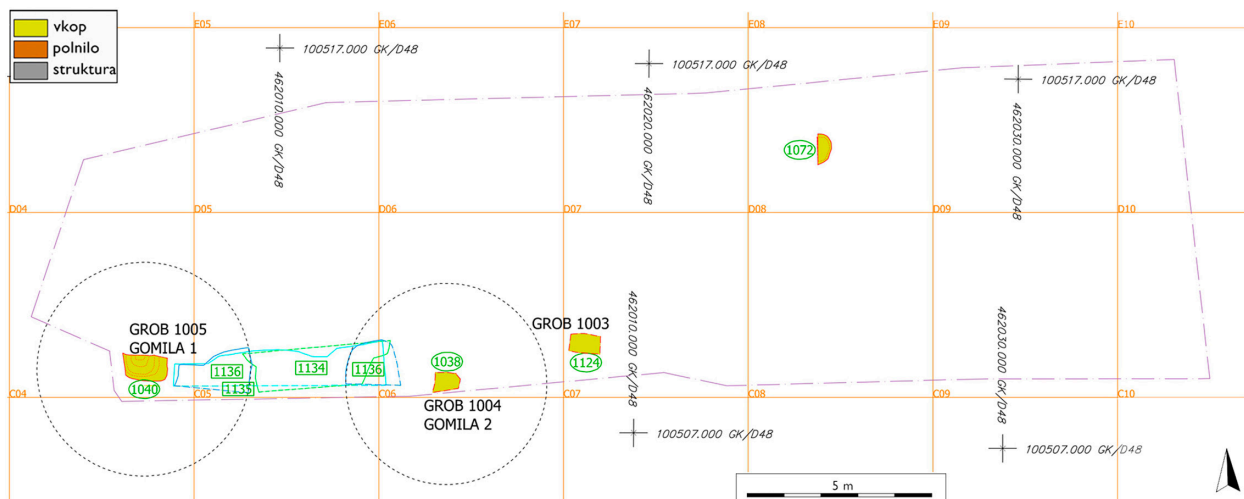 vkop
polnilo
struktura
E05
E06
E07
E08
E09
E10
100517.000 GK/D48
100517.000 GK/D48
100517.000 GK/D48
462010.000 GK/D48
462020.000 GK/D48
462030.000 GK/D48
1072
D04
D05
D06
D07
D08
D09
D10
GROB 1005
GOMILA 1
GROB 1003
1136
1134
1136
1038
1124
1040
1135
462010.000 GK/D48
462030.000 GK/D48
C04
C05
C06
C07
C08
C09
C10
GROB 1004
GOMILA 2
100507.000 GK/D48
100507.000 GK/D48
5 m